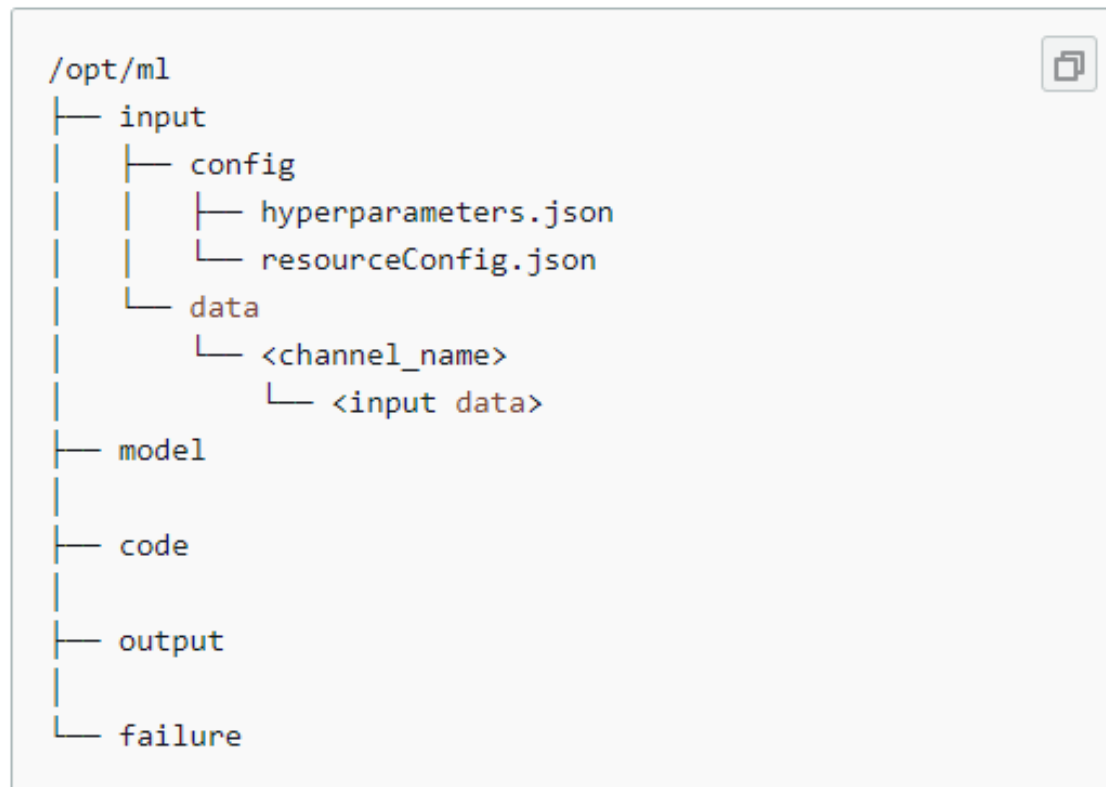 /opt/ml
├── input
│   ├── config
│   │   ├── hyperparameters.json
│   │   └── resourceConfig.json
│   └── data
│       └── <channel_name>
│           └── <input data>
├── model
│
├── code
│
├── output
│
└── failure